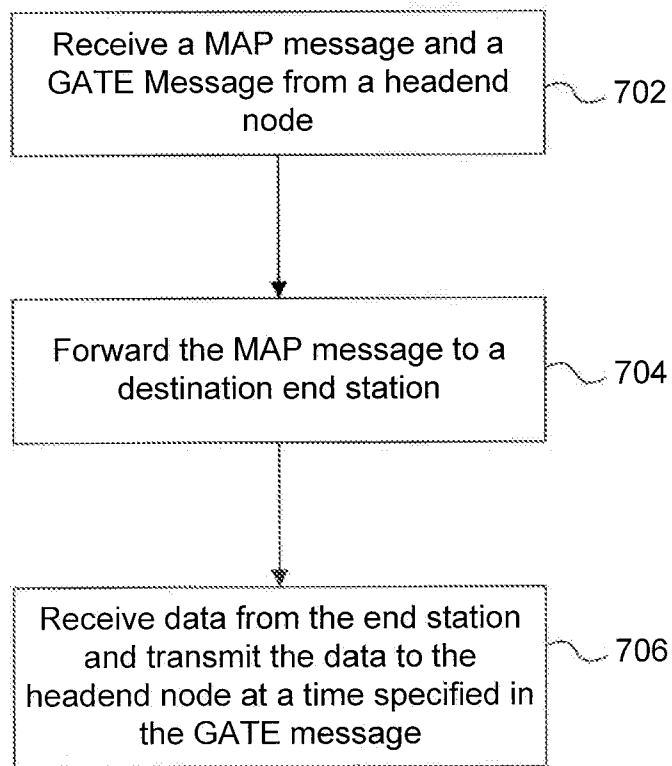 Receive a MAP message and a
GATE Message from a headend
node
702
Forward the MAP message to a
destination end station
704
Receive data from the end station
and transmit the data to the
headend node at a time specified in
the GATE message
706